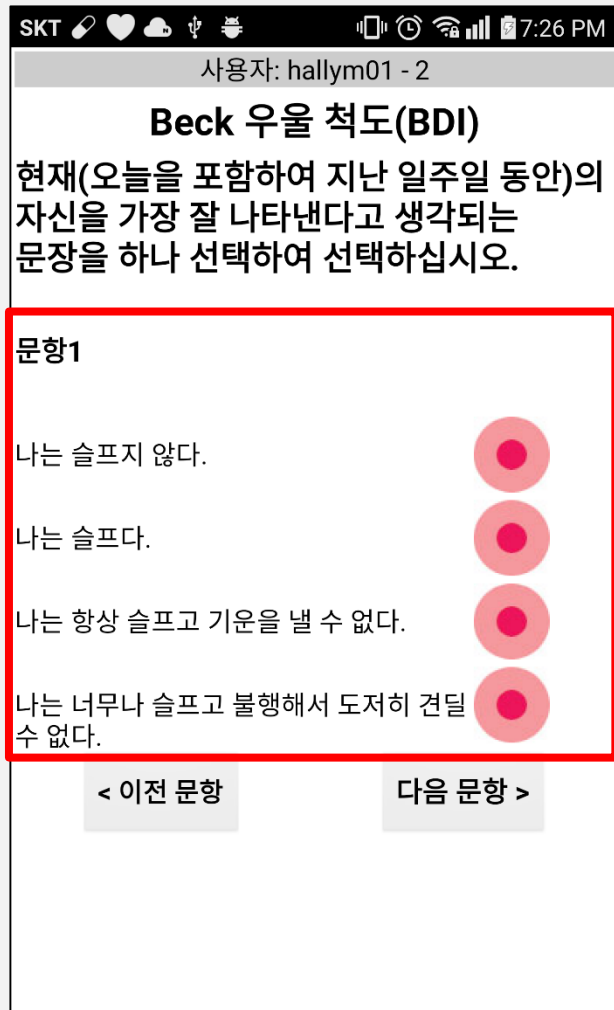 SKT 7:26 PM
사용자: hallym01 - 2
Beck 우울 척도(BDI)
현재(오늘을 포함하여 지난 일주일 동안)의
자신을 가장 잘 나타낸다고 생각되는
문장을 하나 선택하여 선택하십시오.
문항1
나는 슬프지 않다.
나는 슬프다.
나는 항상 슬프고 기운을 낼 수 없다.
나는 너무나 슬프고 불행해서 도저히 견딜
수 없다.
< 이전 문항 다음 문항 >